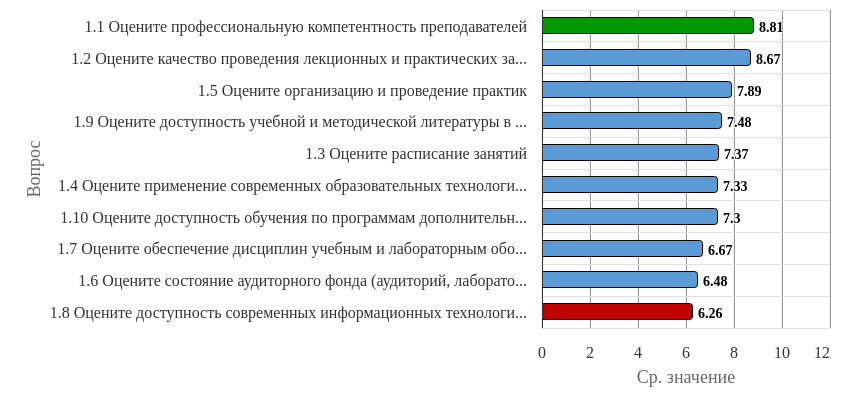 1.1 Оцените профессиональную компетентность преподавателей 8.81
1.2 Оцените качество проведения лекционных и практических за... 8.67
1.5 Оцените организацию и проведение практик 7.89
1.9 Оцените доступность учебной и методической литературы в ... 7.48
1.3 Оцените расписание занятий 7.37
1.4 Оцените применение современных образовательных технологи... 7.33
1.10 Оцените доступность обучения по программам дополнительн... 7.3
1.7 Оцените обеспечение дисциплин учебным и лабораторным обо... 6.67
1.6 Оцените состояние аудиторного фонда (аудиторий, лаборато... 6.48
1.8 Оцените доступность современных информационных технологи... 6.26
Вопрос
0 2 4 6 8 10 12
Ср. значение